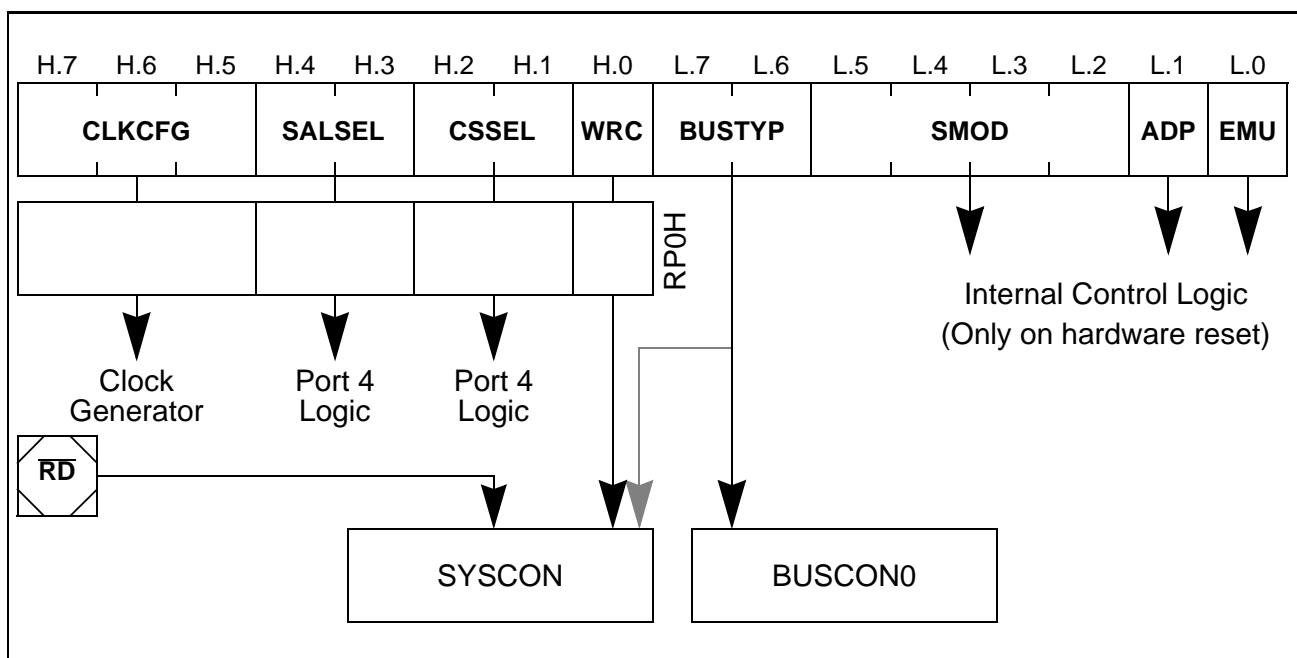 H.7 H.6 H.5 H.4 H.3 H.2 H.1 H.0 L.7 L.6 L.5 L.4 L.3 L.2 L.1 L.0
CLKCFG SALSEL CSSEL WRC BUSTYP SMOD ADP EMU
RP0H
Internal Control Logic
(Only on hardware reset)
Clock
Generator
Port 4
Logic
Port 4
Logic
RD
SYSCON
BUSCON0